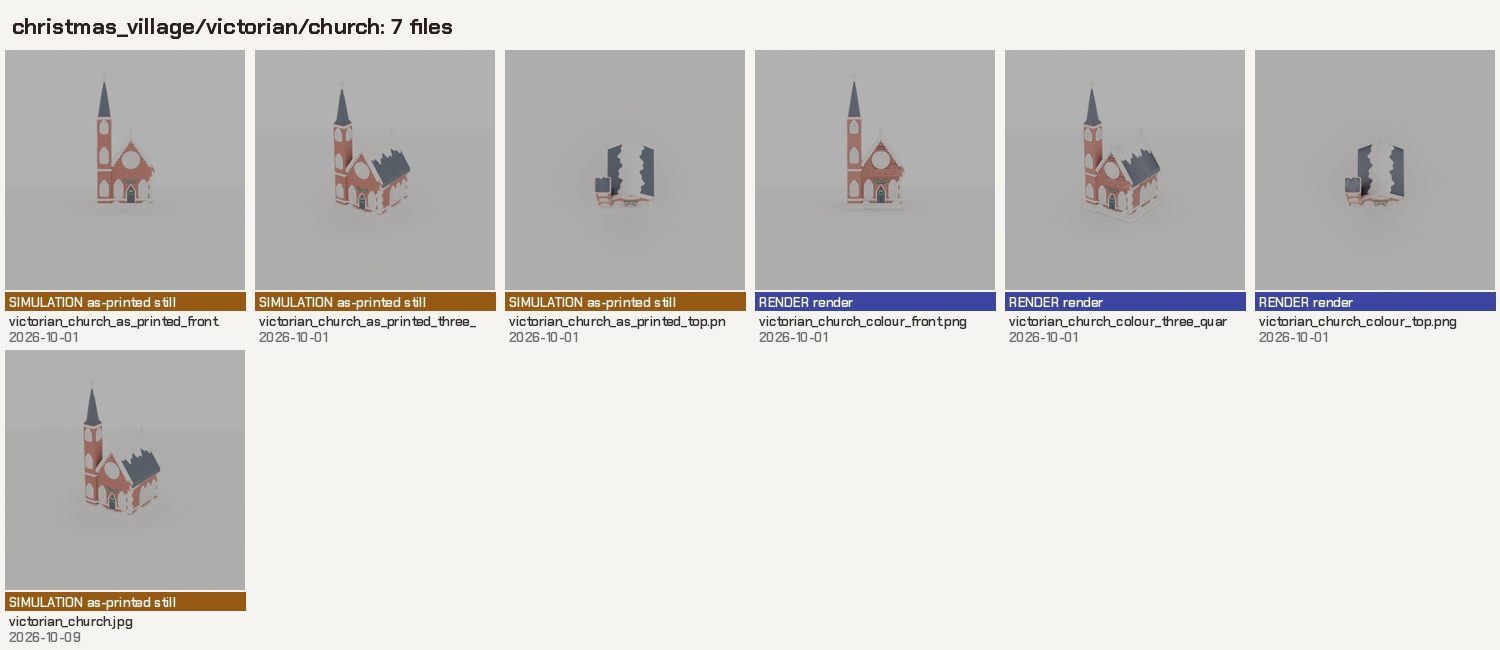 christmas_village/victorian/church: 7 files
SIMULATION as-printed still
SIMULATION as-printed still
SIMULATION as-printed still
RENDER render
RENDER render
RENDER render
victorian_church_as_printed_front.
victorian_church_as_printed_three_
victorian_church_as_printed_top.pn
victorian_church_colour_front.png
victorian_church_colour_three_quar
victorian_church_colour_top.png
2026-10-01
2026-10-01
2026-10-01
2026-10-01
2026-10-01
2026-10-01
SIMULATION as-printed still
victorian_church.jpg
2026-10-09